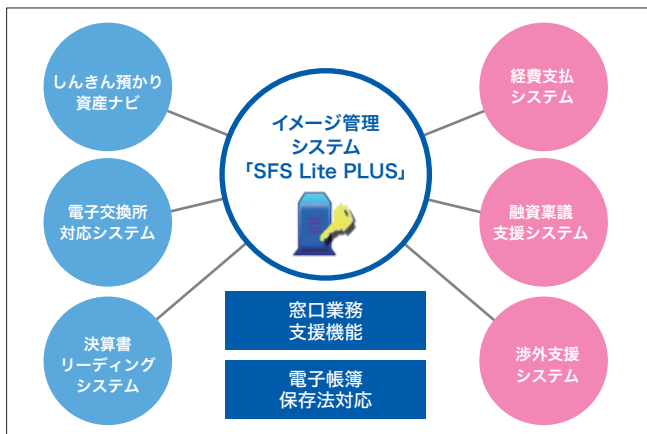 しんきん預かり
資産ナビ
電子交換所
対応システム
決算書
リーディング
システム
イメージ管理
システム
「SFS Lite PLUS」
窓口業務
支援機能
電子帳簿
保存法対応
経費支払
システム
融資稟議
支援システム
渉外支援
システム